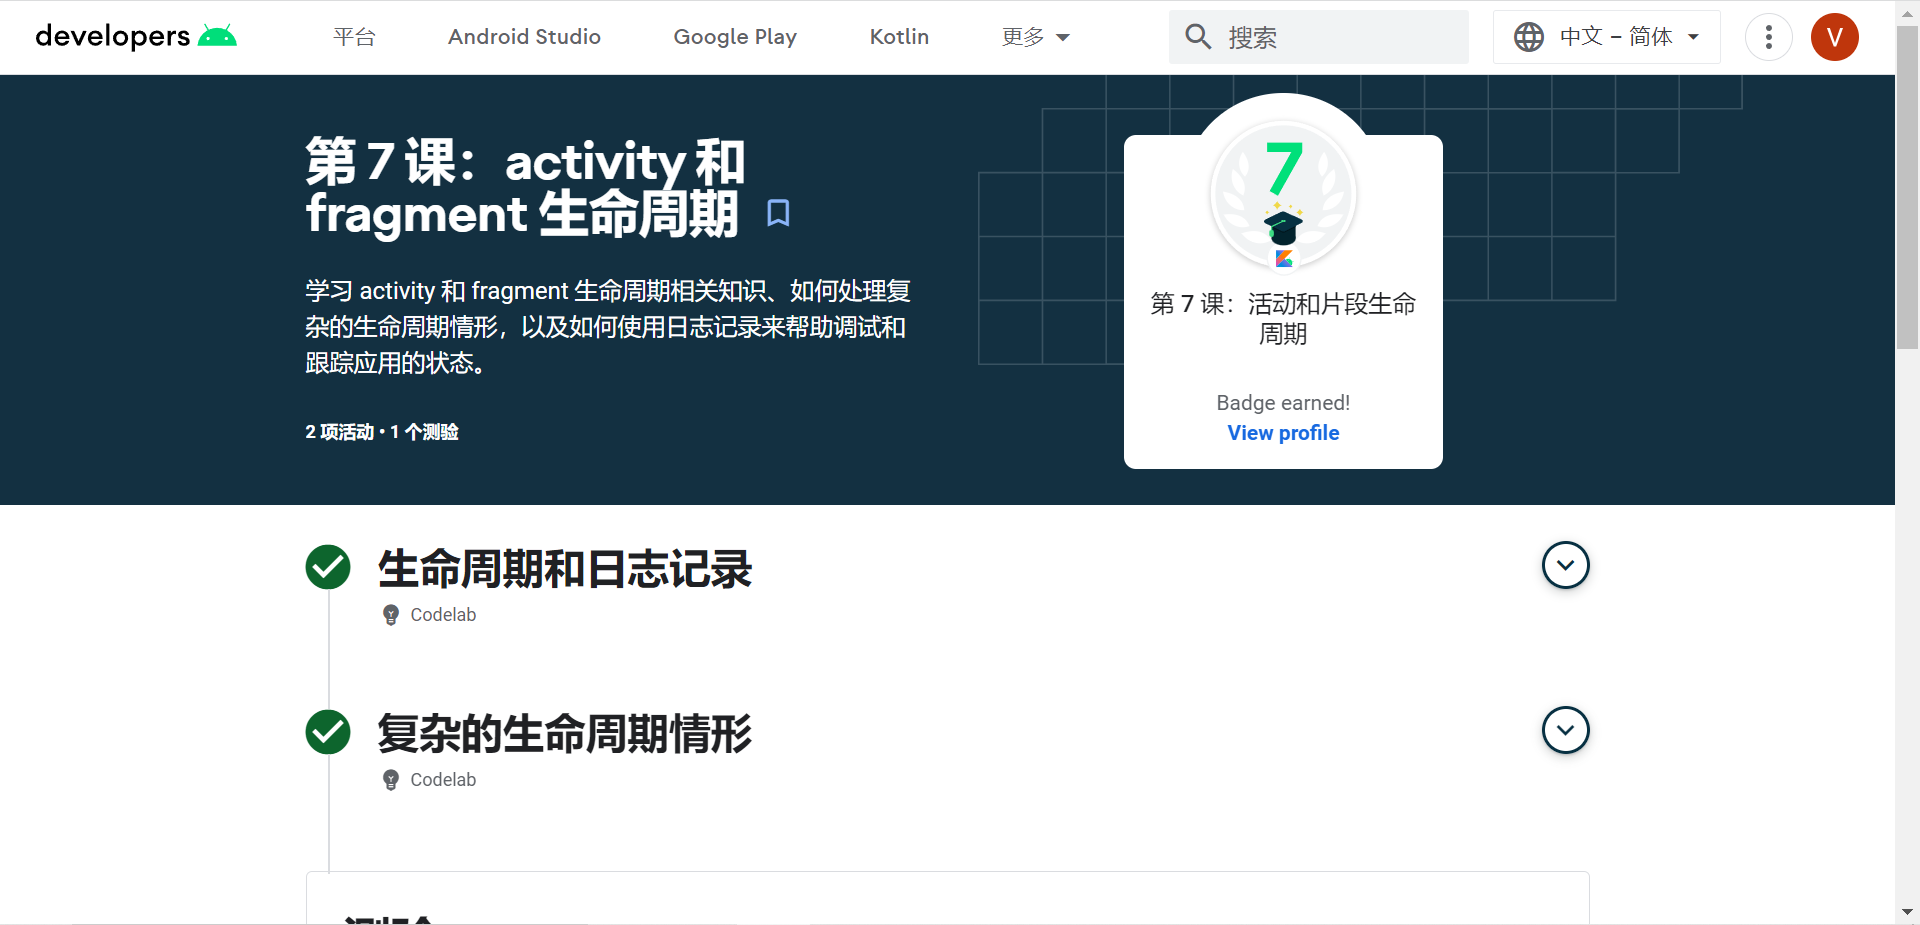 developers
平台
Android Studio
Google Play
Kotlin
更多
搜索
中文 – 简体
V
第 7 课：activity 和
fragment 生命周期
学习 activity 和 fragment 生命周期相关知识、如何处理复
杂的生命周期情形，以及如何使用日志记录来帮助调试和
跟踪应用的状态。
2 项活动 • 1 个测验
7
第 7 课：活动和片段生命
周期
Badge earned!
View profile
生命周期和日志记录
Codelab
复杂的生命周期情形
Codelab